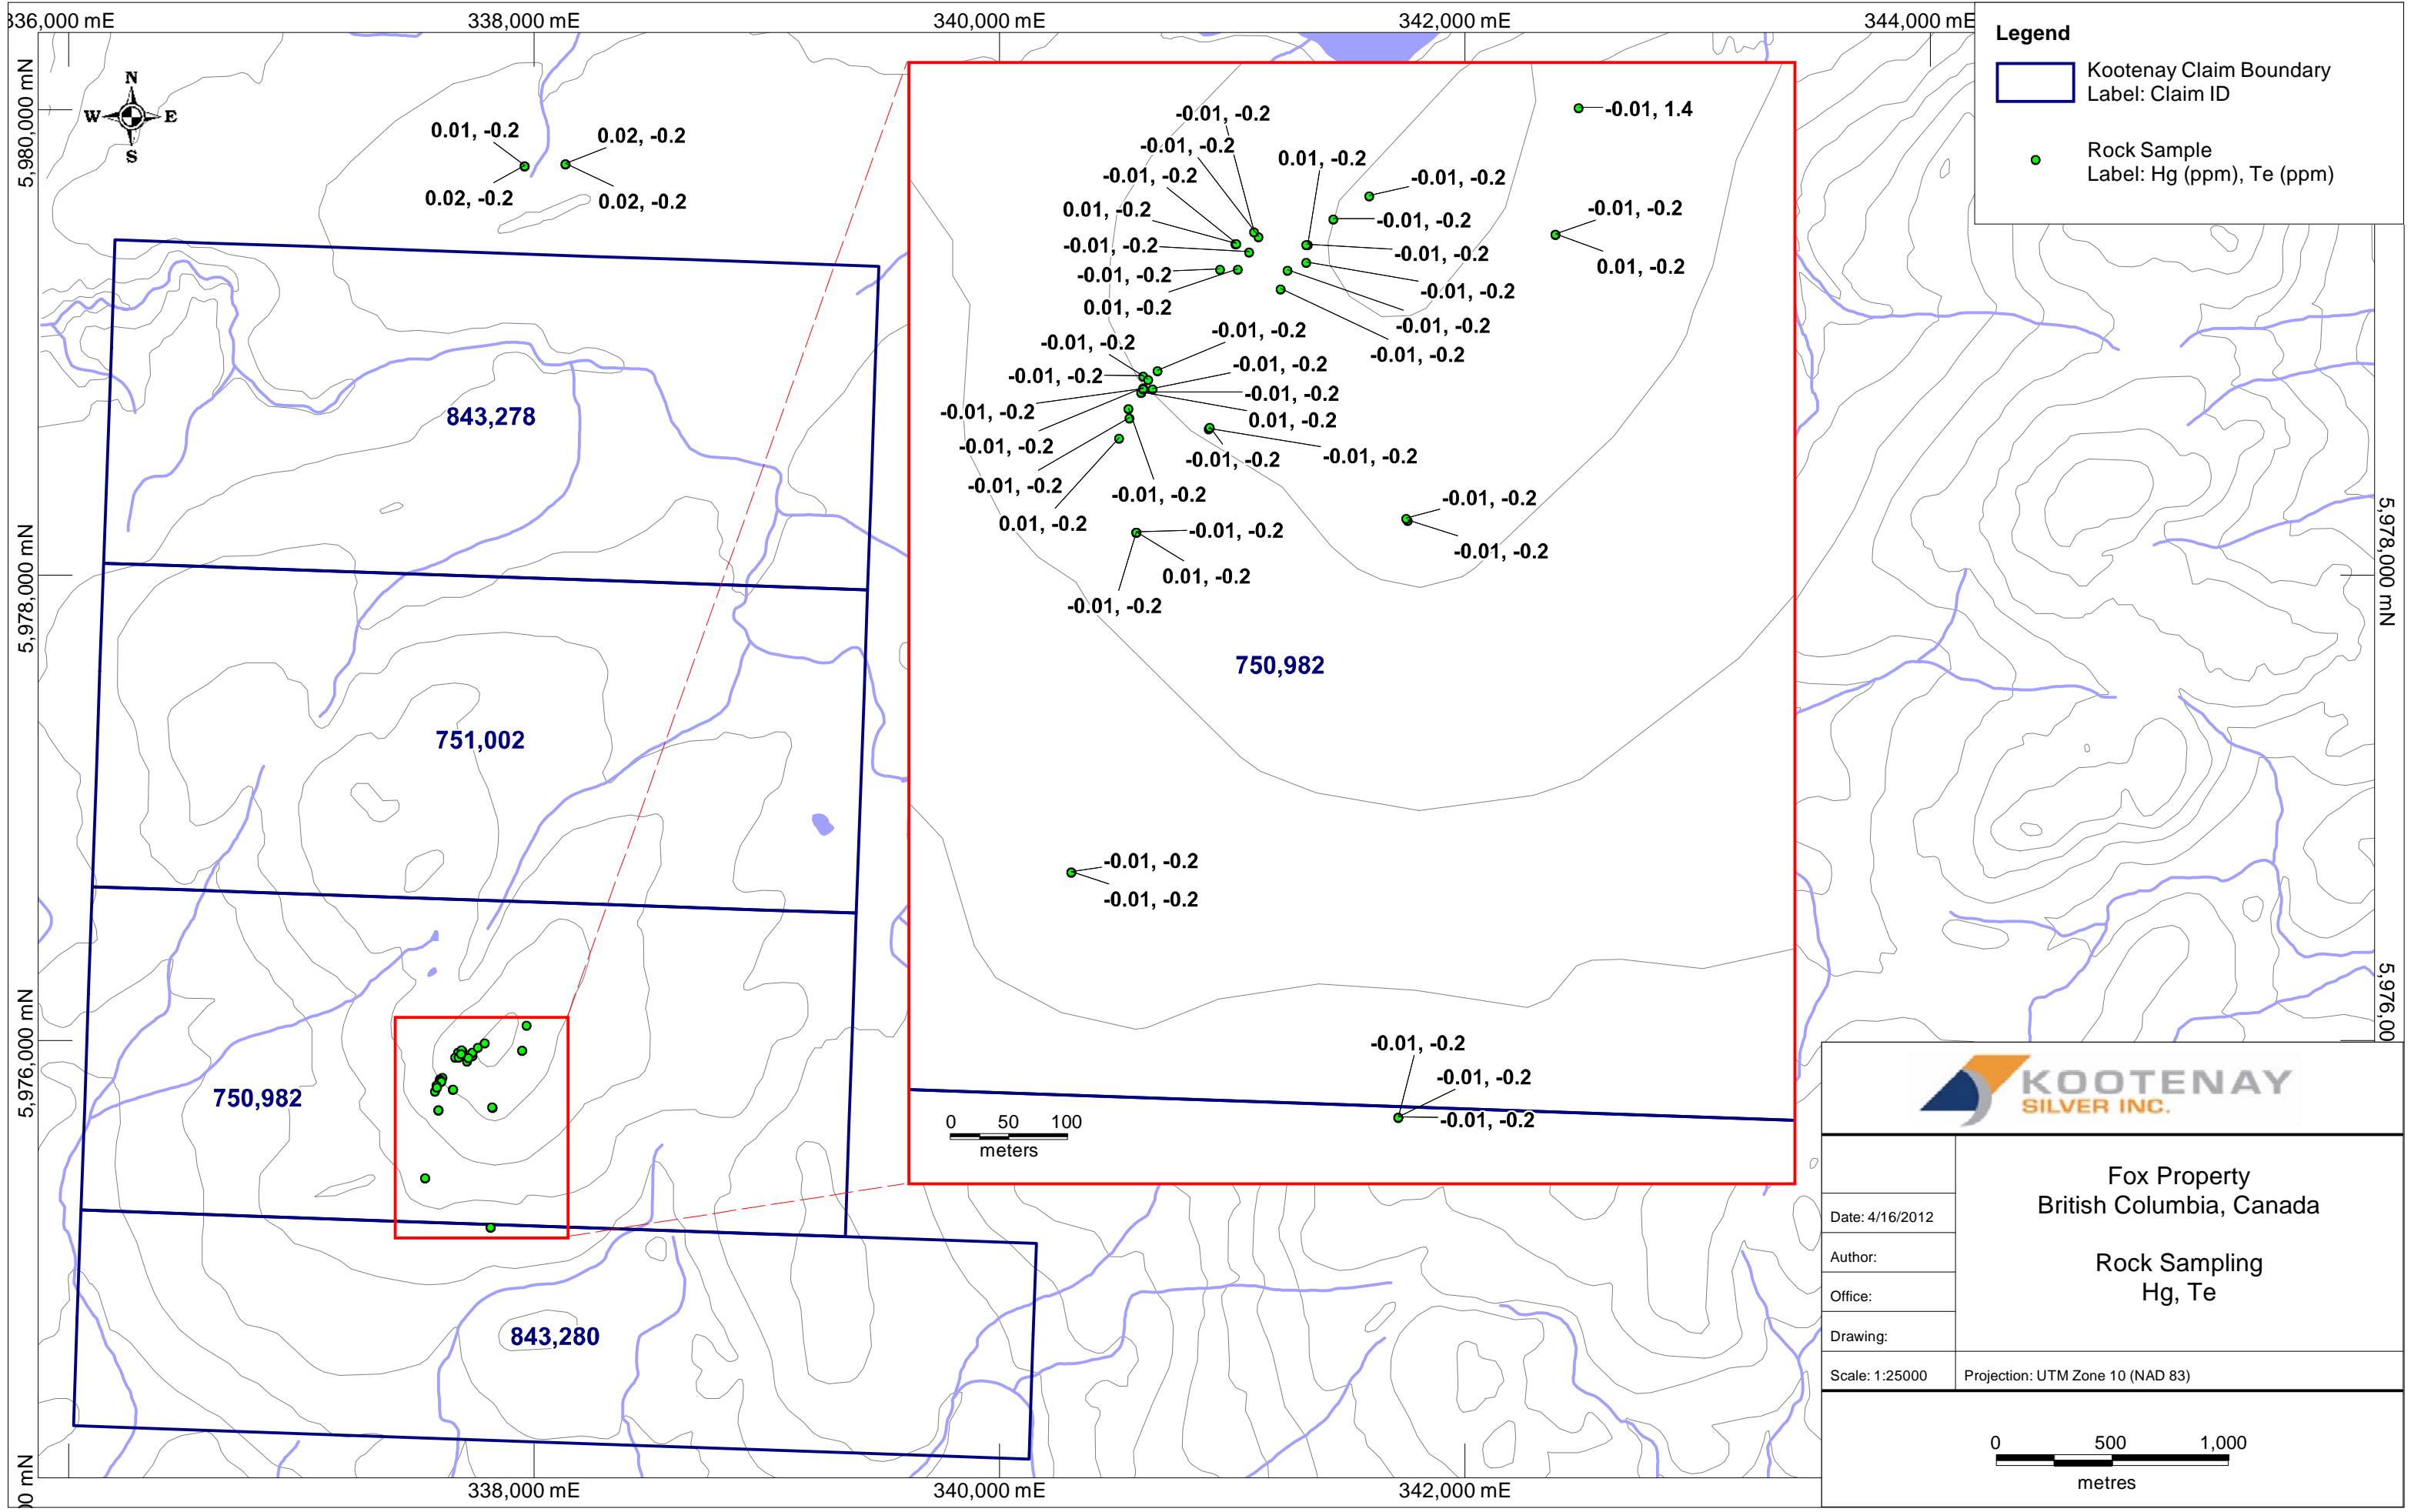 336,000 mE
338,000 mE
340,000 mE
342,000 mE
344,000 mE
5,980,000 mN
5,978,000 mN
5,976,000 mN
00 mN
N
W
E
S
0.01, -0.2
0.02, -0.2
0.02, -0.2
0.02, -0.2
843,278
751,002
750,982
843,280
-0.01, -0.2
-0.01, 1.4
-0.01, -0.2
0.01, -0.2
-0.01, -0.2
-0.01, -0.2
0.01, -0.2
-0.01, -0.2
-0.01, -0.2
-0.01, -0.2
-0.01, -0.2
0.01, -0.2
-0.01, -0.2
-0.01, -0.2
0.01, -0.2
-0.01, -0.2
-0.01, -0.2
-0.01, -0.2
-0.01, -0.2
-0.01, -0.2
-0.01, -0.2
-0.01, -0.2
-0.01, -0.2
-0.01, -0.2
0.01, -0.2
-0.01, -0.2
-0.01, -0.2
-0.01, -0.2
-0.01, -0.2
-0.01, -0.2
-0.01, -0.2
0.01, -0.2
-0.01, -0.2
-0.01, -0.2
-0.01, -0.2
0.01, -0.2
-0.01, -0.2
750,982
-0.01, -0.2
-0.01, -0.2
-0.01, -0.2
-0.01, -0.2
-0.01, -0.2
0 50 100
meters
Legend
Kootenay Claim Boundary
Label: Claim ID
Rock Sample
Label: Hg (ppm), Te (ppm)
5,978,000 mN
5,976,00
KOOTENAY
SILVER INC.
Fox Property
British Columbia, Canada
Rock Sampling
Hg, Te
Date: 4/16/2012
Author:
Office:
Drawing:
Scale: 1:25000
Projection: UTM Zone 10 (NAD 83)
0 500 1,000
metres
338,000 mE
340,000 mE
342,000 mE